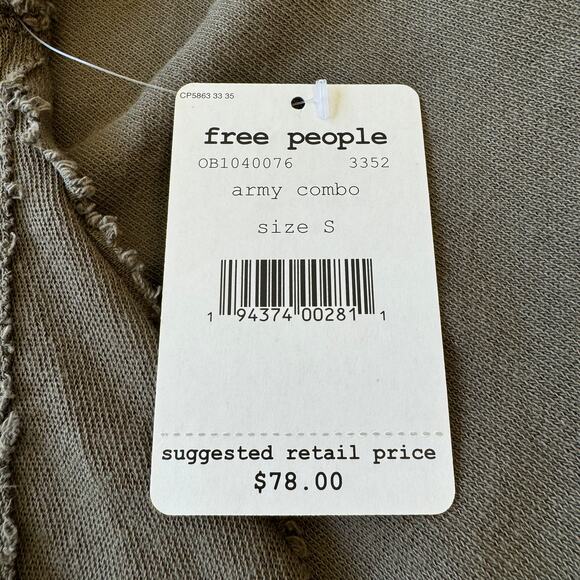 CP5863 33 35
free people
OB1040076 3352
army combo
size S
1 94374 00281 1
suggested retail price
$78.00